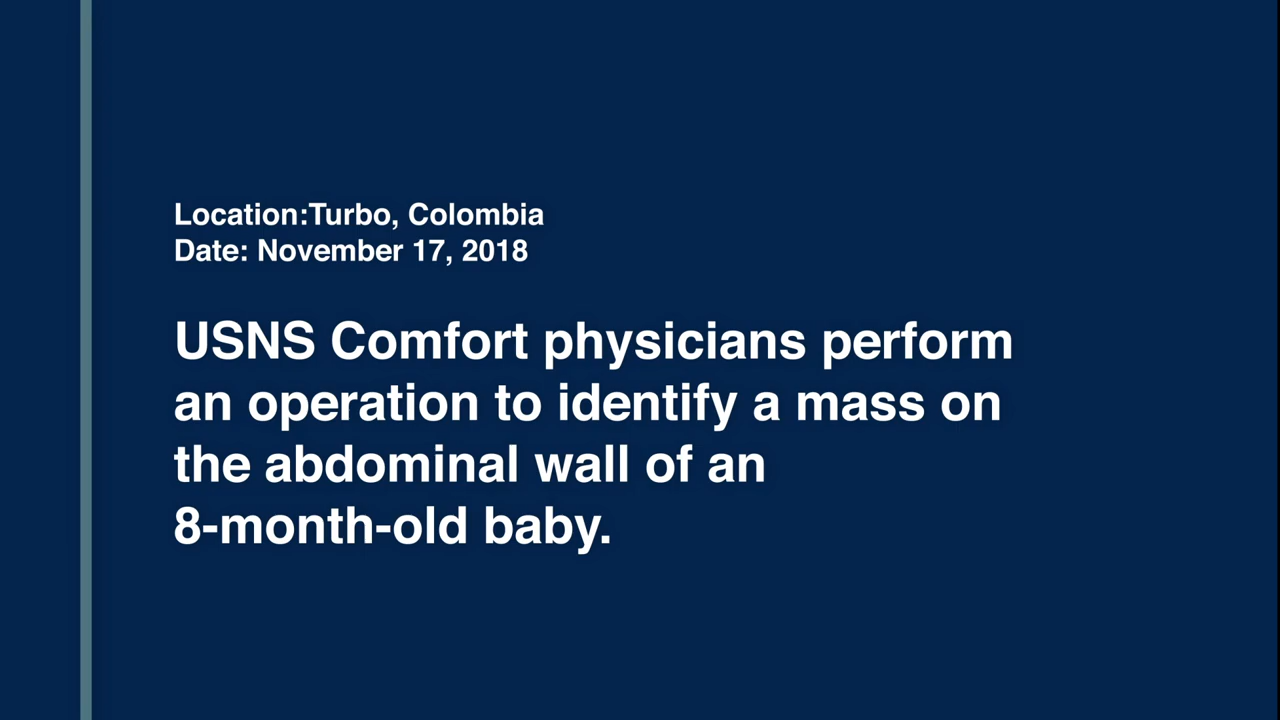 Location:Turbo, Colombia
Date: November 17, 2018
USNS Comfort physicians perform
an operation to identify a mass on
the abdominal wall of an
8-month-old baby.